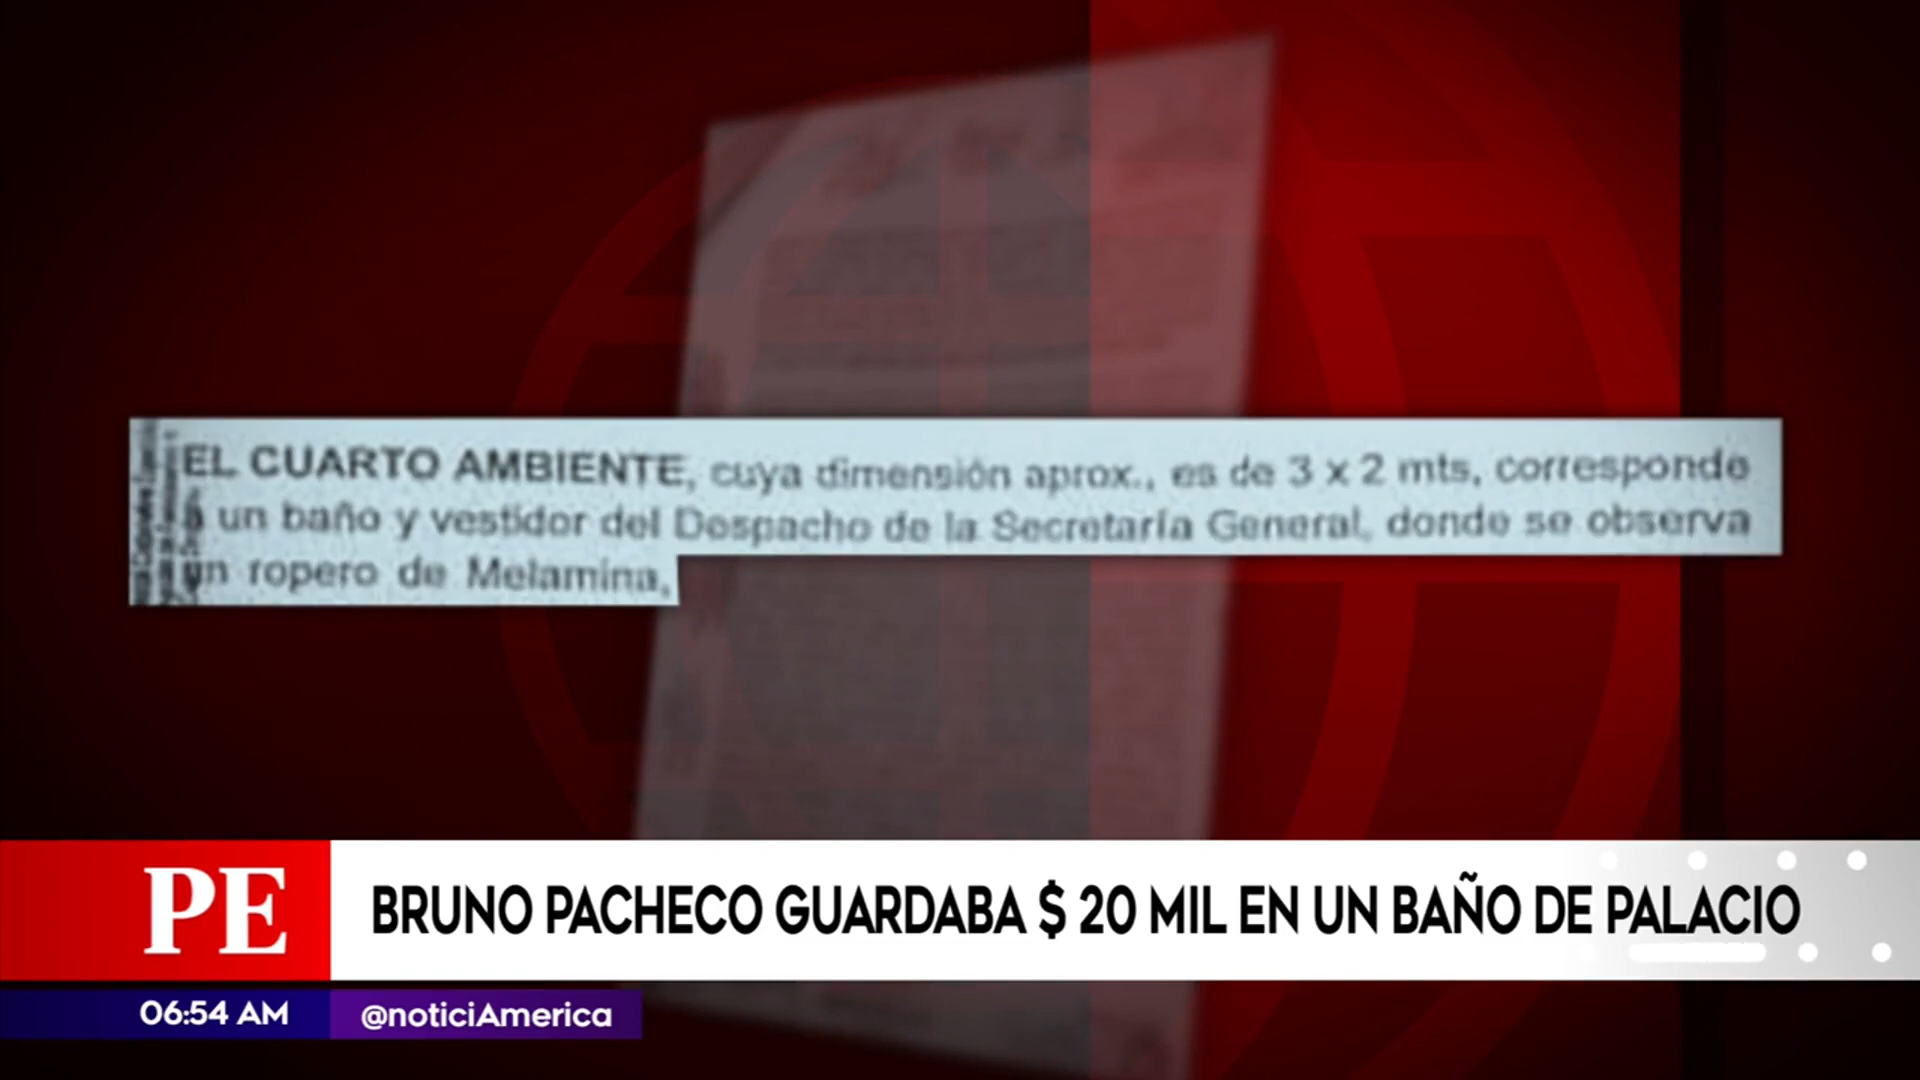 EL CUARTO AMBIENTE, cuya dimensión aprox., es de 3 x 2 mts, corresponde
a un baño y vestidor del Despacho de la Secretaría General, donde se observa
un ropero de Melamina,
PE
BRUNO PACHECO GUARDABA $ 20 MIL EN UN BAÑO DE PALACIO
06:54 AM
@noticiAmerica